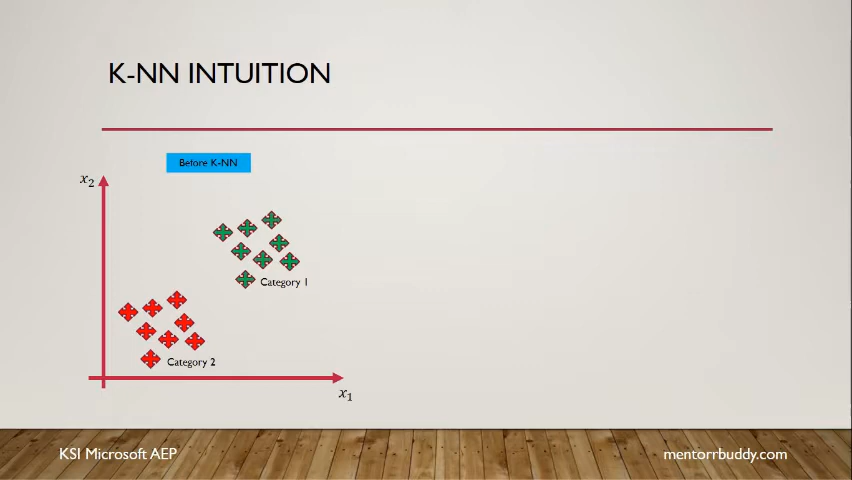 K-NN INTUITION
Before K-NN
x₂
Category 1
Category 2
x₁
KSI Microsoft AEP
mentorrbuddy.com